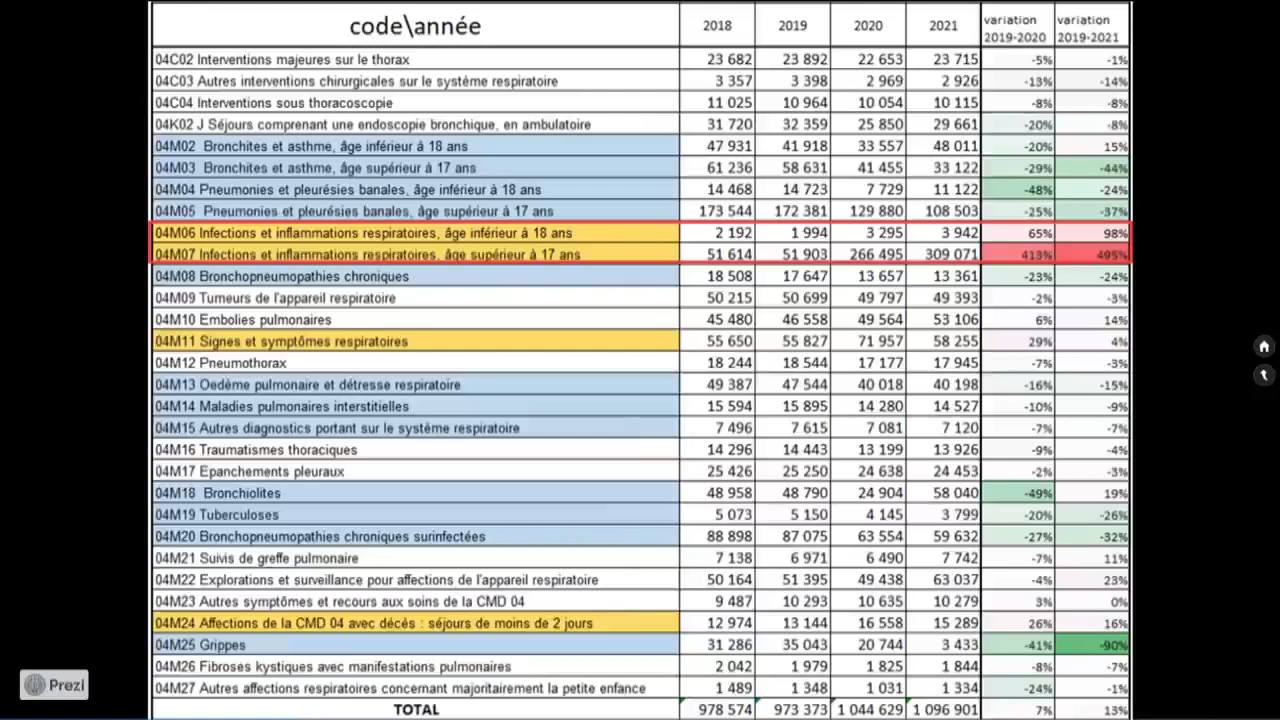 code\année 2018 2019 2020 2021 variation 2019-2020 variation 2019-2021
04C02 Interventions majeures sur le thorax 23 682 23 892 22 653 23 715 -5% -1%
04C03 Autres interventions chirurgicales sur le système respiratoire 3 357 3 398 2 969 2 926 -13% -14%
04C04 Interventions sous thoracoscopie 11 025 10 964 10 054 10 115 -8% -8%
04K02 J Séjours comprenant une endoscopie bronchique, en ambulatoire 31 720 32 359 25 850 29 661 -20% -8%
04M02 Bronchites et asthme, âge inférieur à 18 ans 47 931 41 918 33 557 48 011 -20% 15%
04M03 Bronchites et asthme, âge supérieur à 17 ans 61 236 58 631 41 455 33 122 -29% -44%
04M04 Pneumonies et pleurésies banales, âge inférieur à 18 ans 14 468 14 723 7 729 11 122 -48% -24%
04M05 Pneumonies et pleurésies banales, âge supérieur à 17 ans 173 544 172 381 129 880 108 503 -25% -37%
04M06 Infections et inflammations respiratoires, âge inférieur à 18 ans 2 192 1 994 3 295 3 942 65% 98%
04M07 Infections et inflammations respiratoires, âge supérieur à 17 ans 51 614 51 903 266 495 309 071 413% 495%
04M08 Bronchopneumopathies chroniques 18 508 17 647 13 657 13 361 -23% -24%
04M09 Tumeurs de l'appareil respiratoire 50 215 50 699 49 797 49 393 -2% -3%
04M10 Embolies pulmonaires 45 480 46 558 49 564 53 106 6% 14%
04M11 Signes et symptômes respiratoires 55 650 55 827 71 957 58 255 29% 4%
04M12 Pneumothorax 18 244 18 544 17 177 17 945 -7% -3%
04M13 Oedème pulmonaire et détresse respiratoire 49 387 47 544 40 018 40 198 -16% -15%
04M14 Maladies pulmonaires interstitielles 15 594 15 895 14 280 14 527 -10% -9%
04M15 Autres diagnostics portant sur le système respiratoire 7 496 7 615 7 081 7 120 -7% -7%
04M16 Traumatismes thoraciques 14 296 14 443 13 199 13 926 -9% -4%
04M17 Epanchements pleuraux 25 426 25 250 24 638 24 453 -2% -3%
04M18 Bronchiolites 48 958 48 790 24 904 58 040 -49% 19%
04M19 Tuberculoses 5 073 5 150 4 145 3 799 -20% -26%
04M20 Bronchopneumopathies chroniques surinfectées 88 898 87 075 63 554 59 632 -27% -32%
04M21 Suivis de greffe pulmonaire 7 138 6 971 6 490 7 742 -7% 11%
04M22 Explorations et surveillance pour affections de l'appareil respiratoire 50 164 51 395 49 438 63 037 -4% 23%
04M23 Autres symptômes et recours aux soins de la CMD 04 9 487 10 293 10 635 10 279 3% 0%
04M24 Affections de la CMD 04 avec décès : séjours de moins de 2 jours 12 974 13 144 16 558 15 289 26% 16%
04M25 Grippes 31 286 35 043 20 744 3 433 -41% -90%
04M26 Fibroses kystiques avec manifestations pulmonaires 2 042 1 979 1 825 1 844 -8% -7%
04M27 Autres affections respiratoires concernant majoritairement la petite enfance 1 489 1 348 1 031 1 334 -24% -1%
TOTAL 978 574 973 373 1 044 629 1 096 901 7% 13%
Prezi